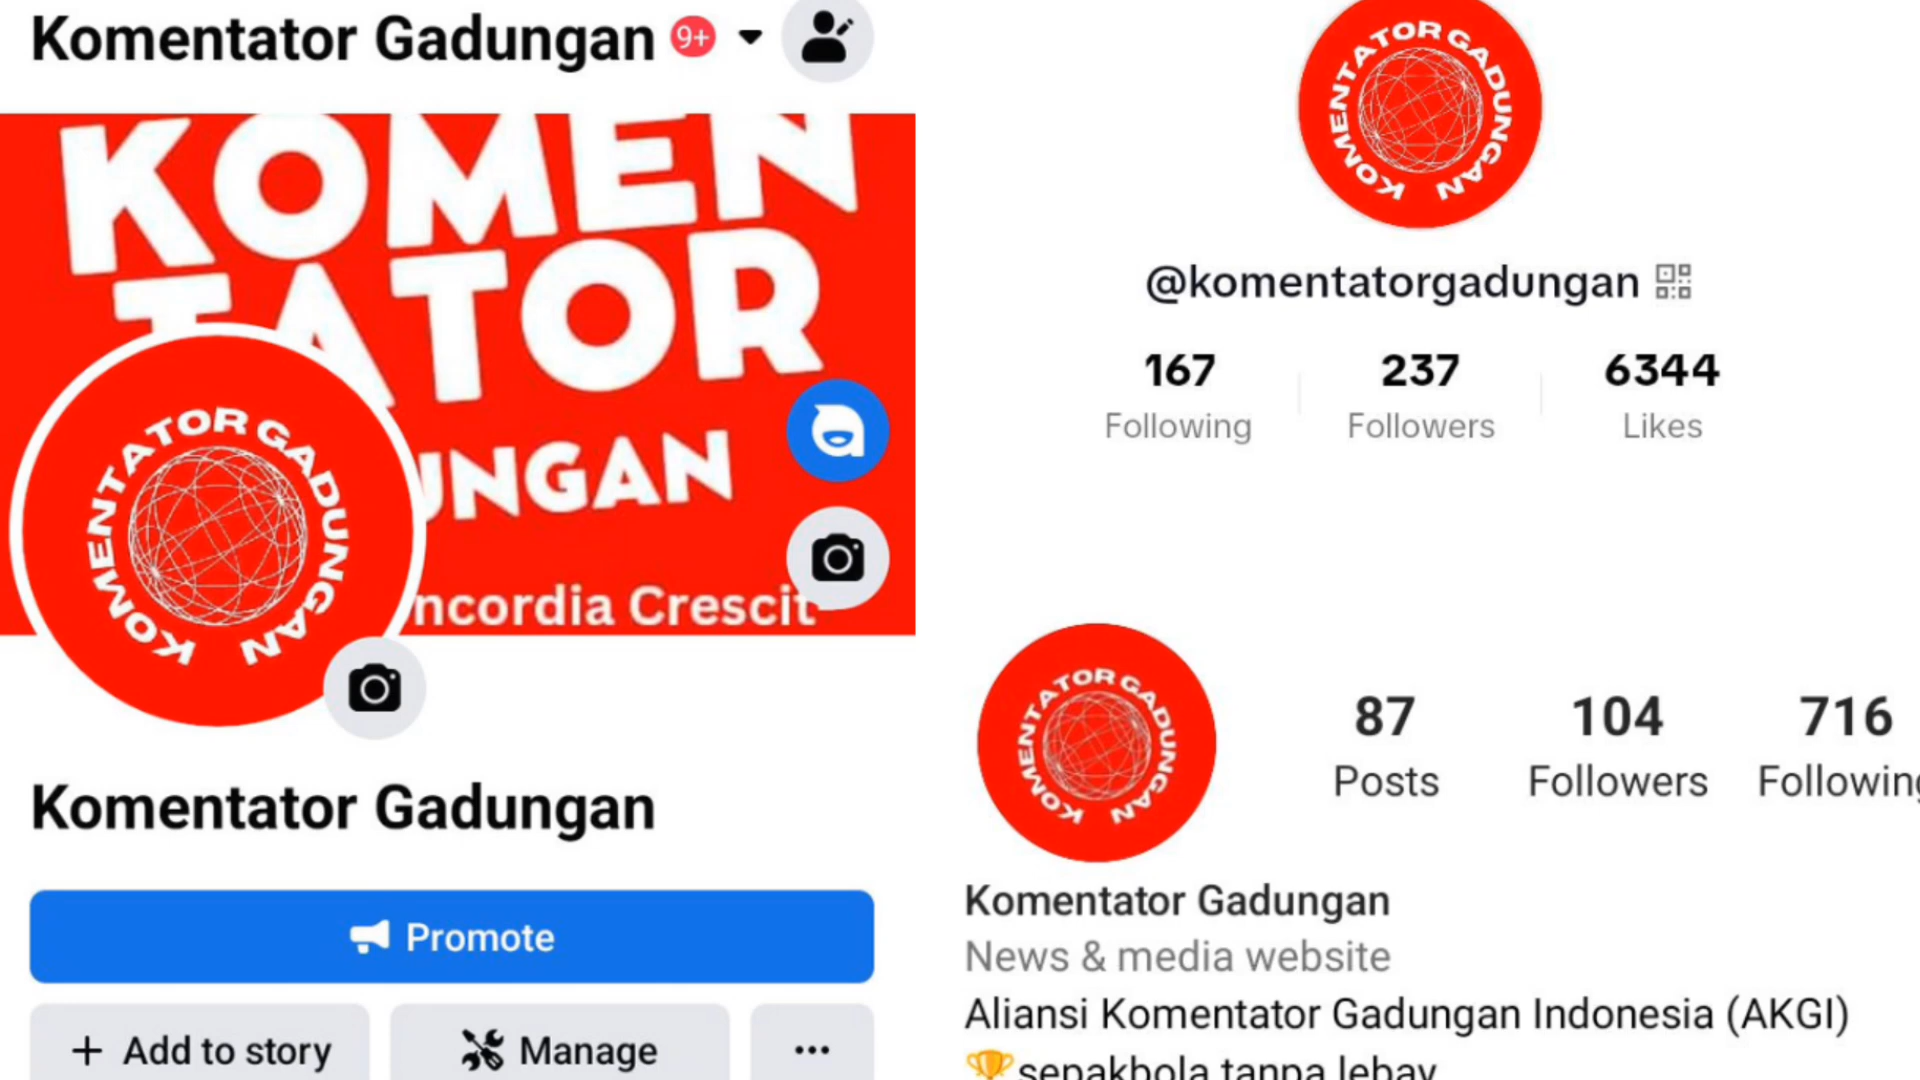 Komentator Gadungan 9+
KOMEN
TATOR
UNGAN
ncordia Crescit
KOMENTATOR GADUNGAN
Komentator Gadungan
Promote
+ Add to story
Manage
...
KOMENTATOR GADUNGAN
@komentatorgadungan
167 237 6344
Following Followers Likes
KOMENTATOR GADUNGAN
87 104 716
Posts Followers Following
Komentator Gadungan
News & media website
Aliansi Komentator Gadungan Indonesia (AKGI)
🏆sepakbola tanpa lebay